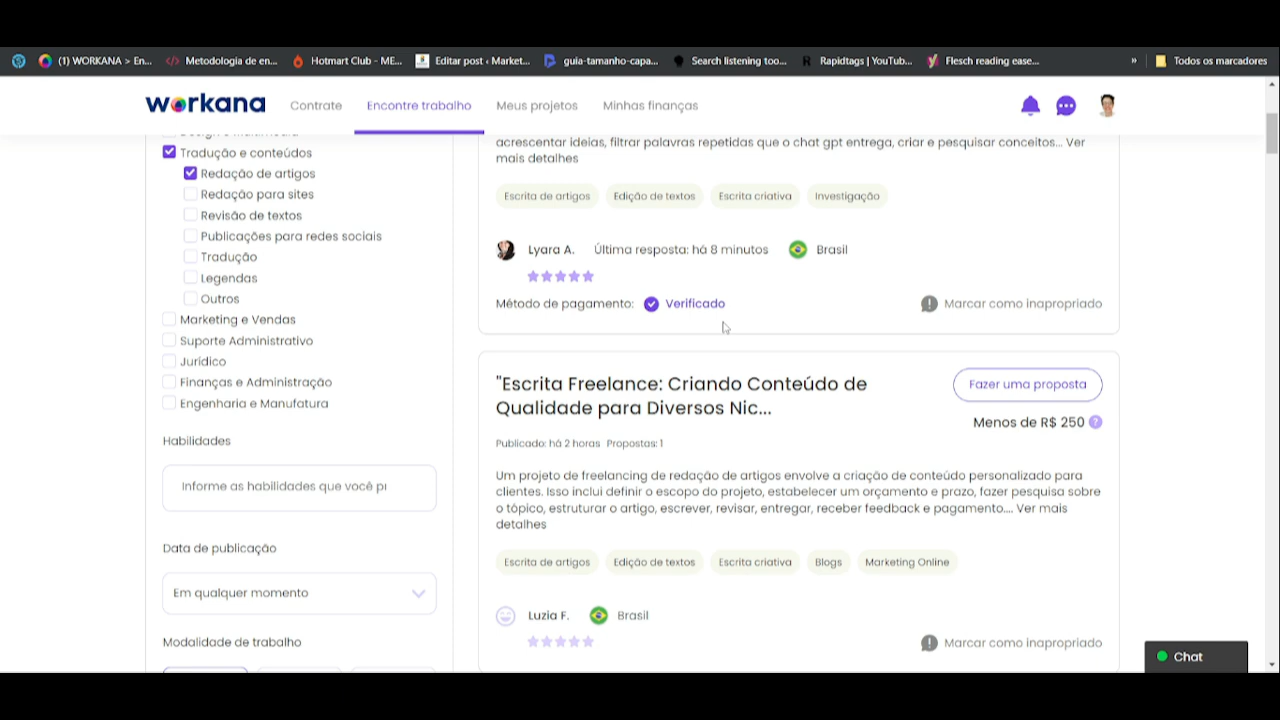 (1) WORKANA > En...
Metodologia de en...
Hotmart Club - ME...
Editar post ‹ Market...
guia-tamanho-capa...
Search listening too...
Rapidtags | YouTub...
Flesch reading ease...
»
Todos os marcadores
workana
Contrate
Encontre trabalho
Meus projetos
Minhas finanças
Tradução e conteúdos
Redação de artigos
Redação para sites
Revisão de textos
Publicações para redes sociais
Tradução
Legendas
Outros
Marketing e Vendas
Suporte Administrativo
Jurídico
Finanças e Administração
Engenharia e Manufatura
Habilidades
Informe as habilidades que você pr
Data de publicação
Em qualquer momento
Modalidade de trabalho
acrescentar ideias, filtrar palavras repetidas que o chat gpt entrega, criar e pesquisar conceitos... Ver
mais detalhes
Escrita de artigos
Edição de textos
Escrita criativa
Investigação
Lyara A.
Última resposta: há 8 minutos
Brasil
Método de pagamento:
Verificado
Marcar como inapropriado
"Escrita Freelance: Criando Conteúdo de
Qualidade para Diversos Nic...
Fazer uma proposta
Menos de R$ 250 ?
Publicado: há 2 horas Propostas: 1
Um projeto de freelancing de redação de artigos envolve a criação de conteúdo personalizado para
clientes. Isso inclui definir o escopo do projeto, estabelecer um orçamento e prazo, fazer pesquisa sobre
o tópico, estruturar o artigo, escrever, revisar, entregar, receber feedback e pagamento.... Ver mais
detalhes
Escrita de artigos
Edição de textos
Escrita criativa
Blogs
Marketing Online
Luzia F.
Brasil
Marcar como inapropriado
Chat